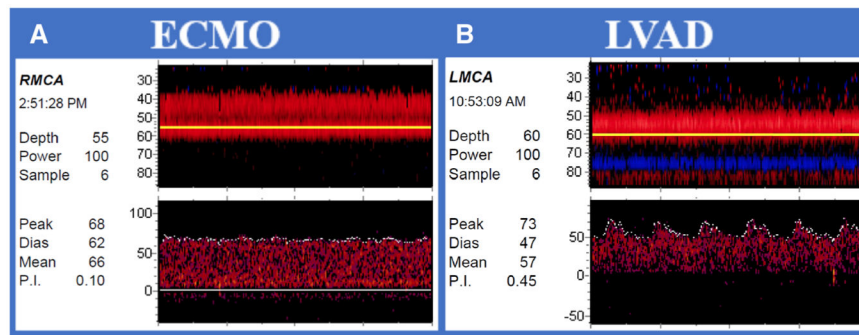 A ECMO
RMCA
2:51:28 PM
Depth 55
Power 100
Sample 6
30
40
50
60
70
80
Peak 68
Dias 62
Mean 66
P.I. 0.10
100
50
0
B LVAD
LMCA
10:53:09 AM
Depth 60
Power 100
Sample 6
30
40
50
60
70
80
Peak 73
Dias 47
Mean 57
P.I. 0.45
50
0
-50